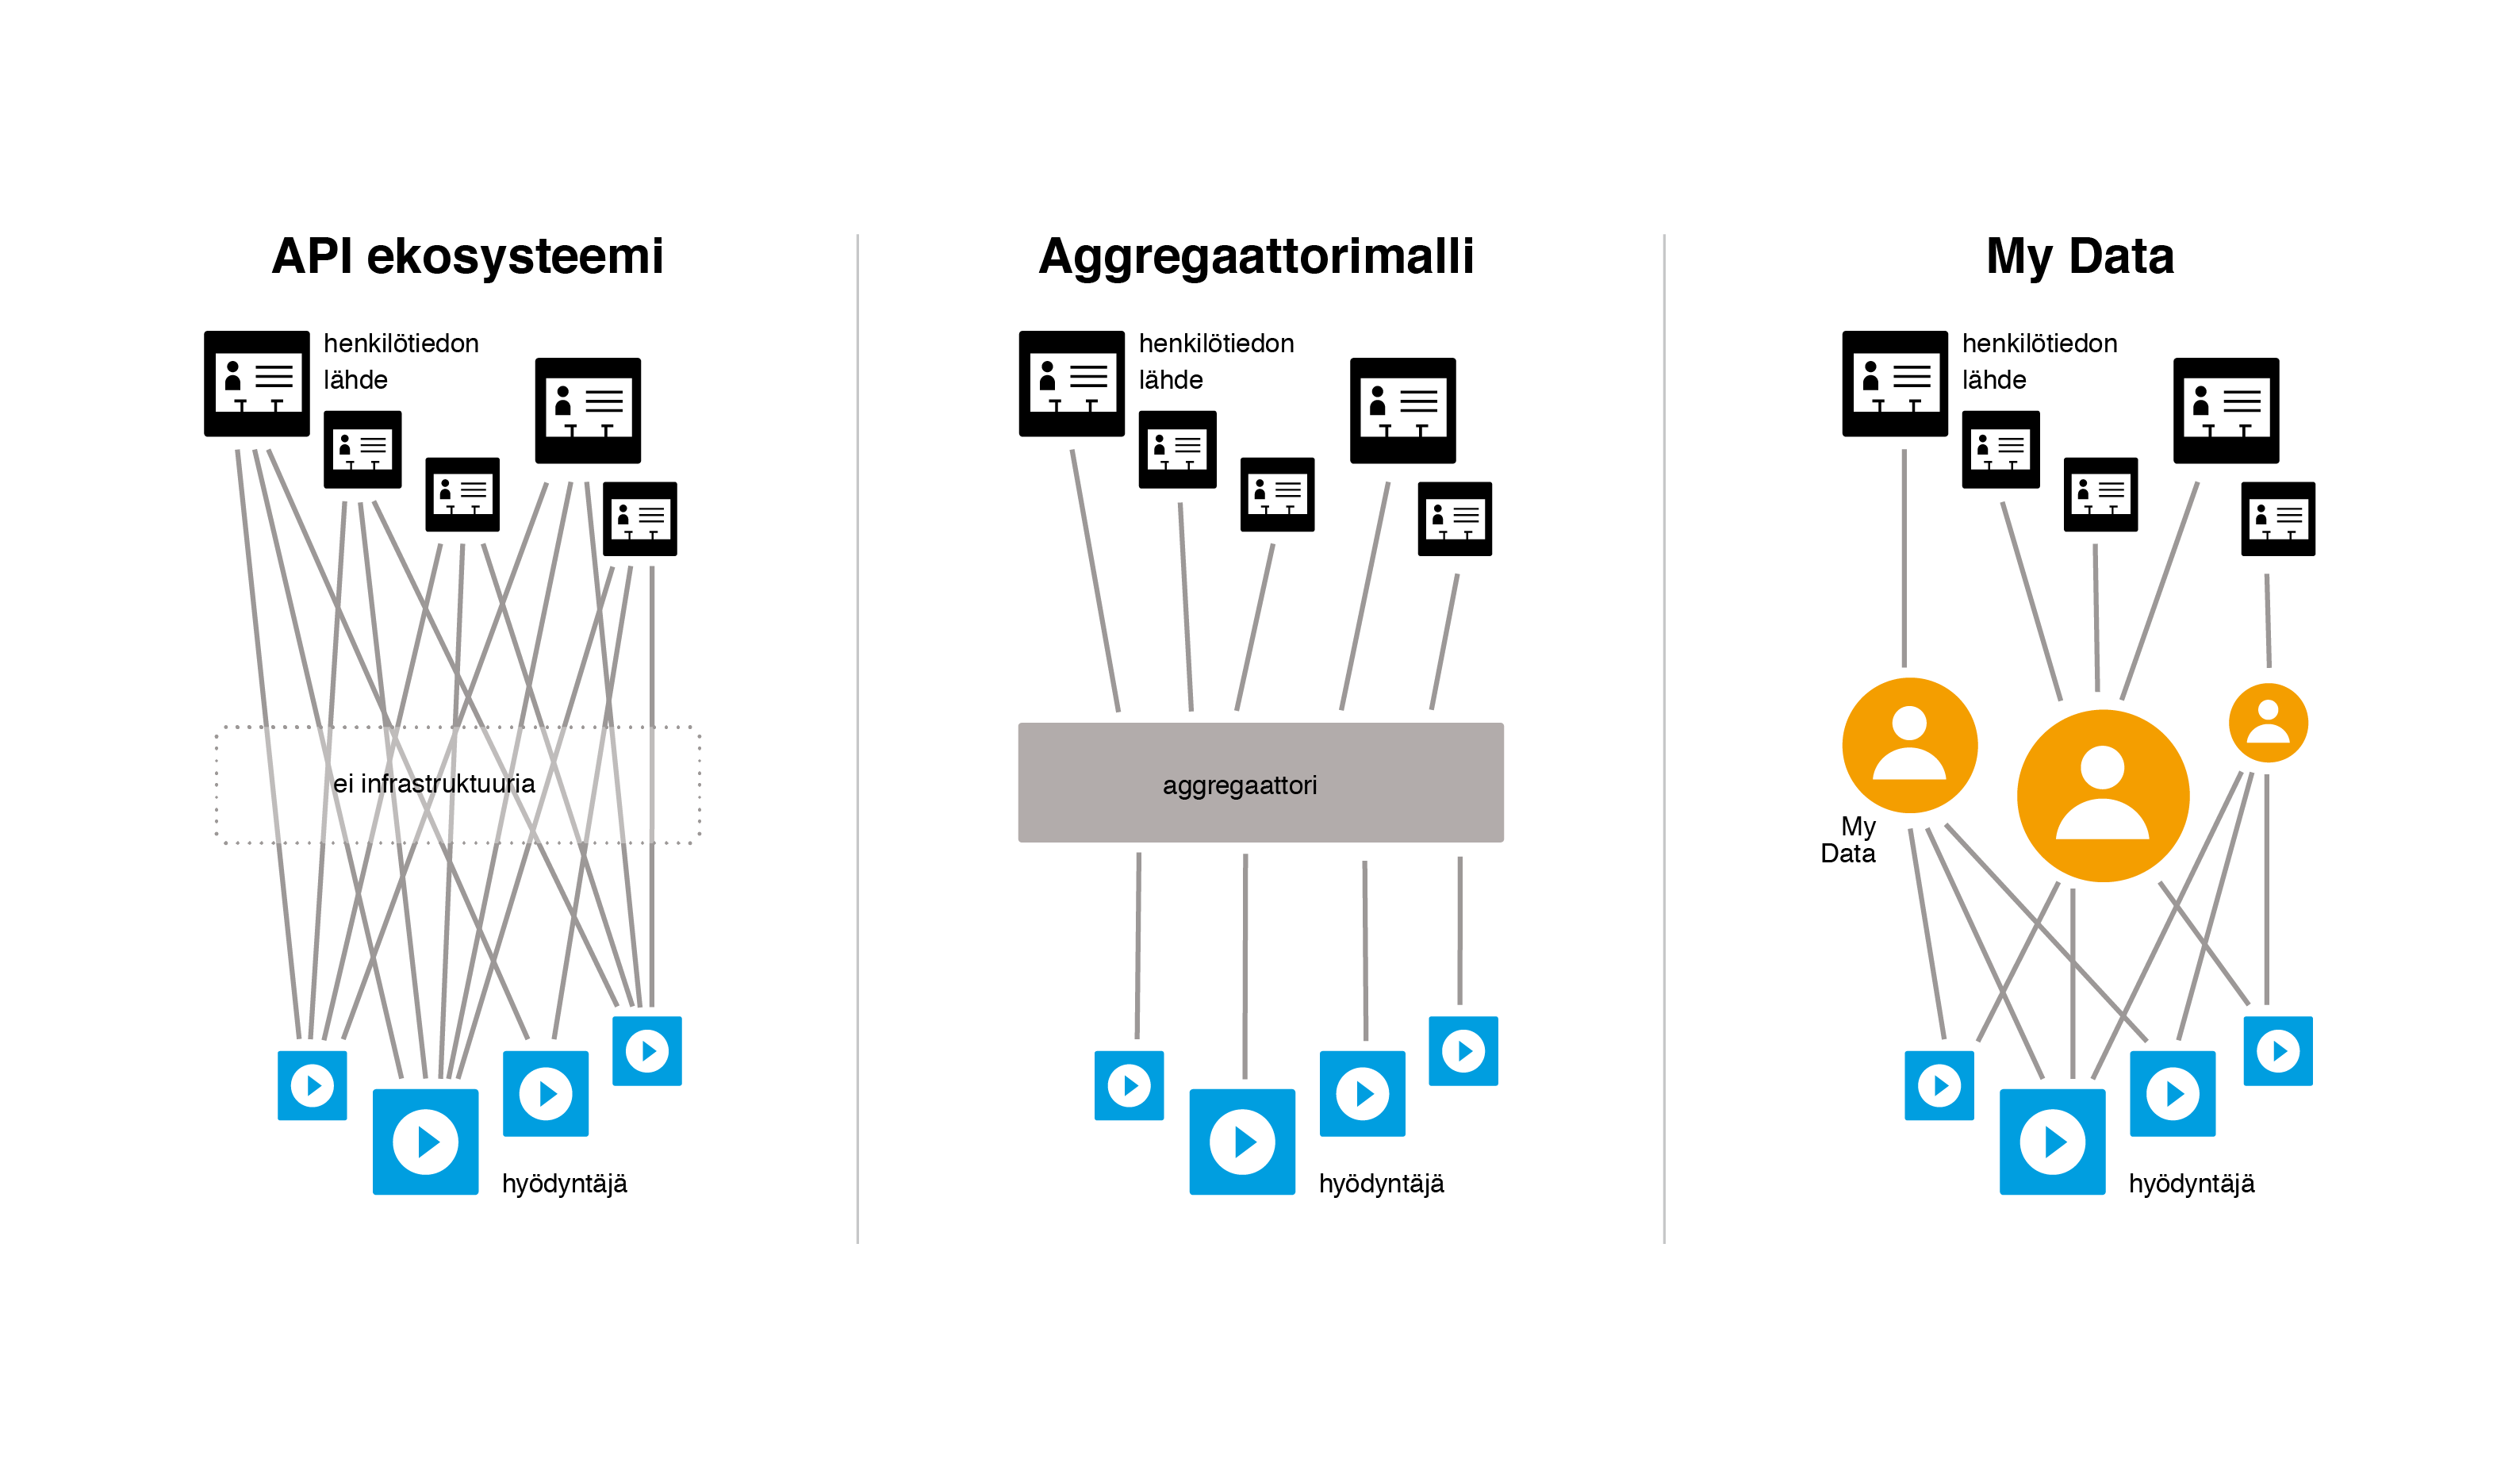 API ekosysteemi
henkilötiedon
lähde
ei infrastruktuuria
hyödyntäjä
Aggregaattorimalli
henkilötiedon
lähde
aggregaattori
hyödyntäjä
My Data
henkilötiedon
lähde
My
Data
hyödyntäjä